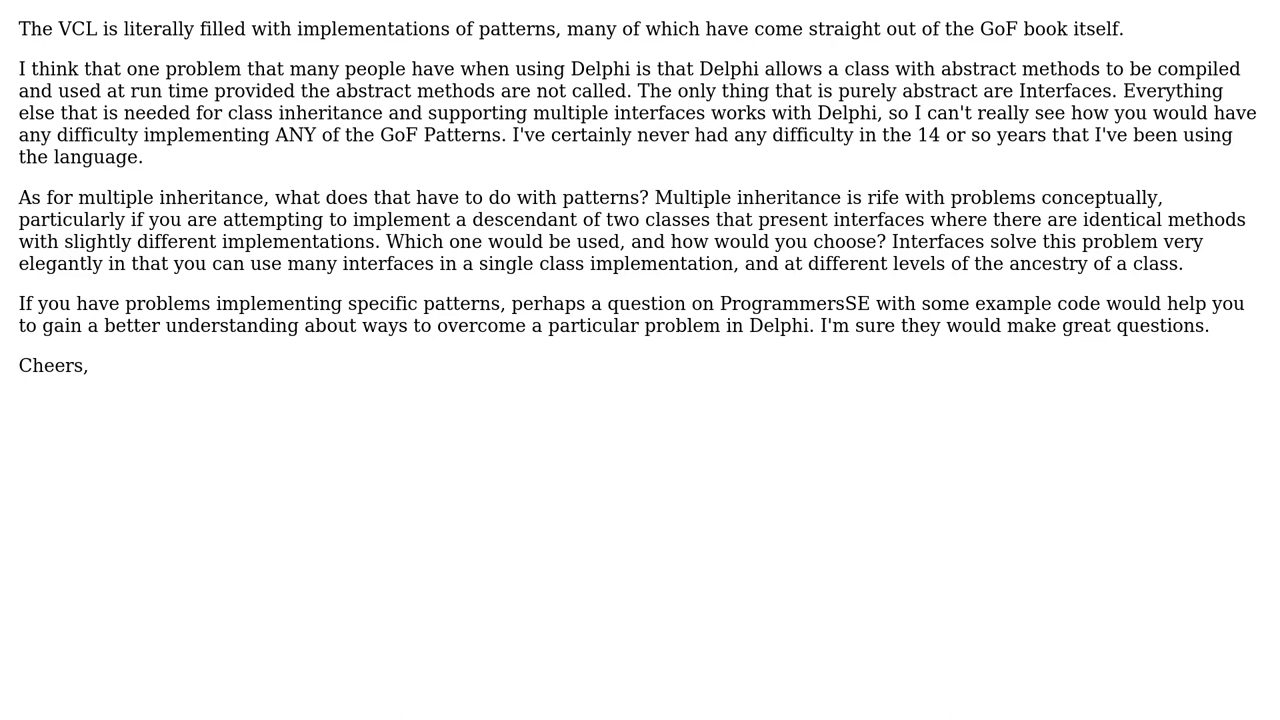 The VCL is literally filled with implementations of patterns, many of which have come straight out of the GoF book itself.
I think that one problem that many people have when using Delphi is that Delphi allows a class with abstract methods to be compiled
and used at run time provided the abstract methods are not called. The only thing that is purely abstract are Interfaces. Everything
else that is needed for class inheritance and supporting multiple interfaces works with Delphi, so I can't really see how you would have
any difficulty implementing ANY of the GoF Patterns. I've certainly never had any difficulty in the 14 or so years that I've been using
the language.
As for multiple inheritance, what does that have to do with patterns? Multiple inheritance is rife with problems conceptually,
particularly if you are attempting to implement a descendant of two classes that present interfaces where there are identical methods
with slightly different implementations. Which one would be used, and how would you choose? Interfaces solve this problem very
elegantly in that you can use many interfaces in a single class implementation, and at different levels of the ancestry of a class.
If you have problems implementing specific patterns, perhaps a question on ProgrammersSE with some example code would help you
to gain a better understanding about ways to overcome a particular problem in Delphi. I'm sure they would make great questions.
Cheers,